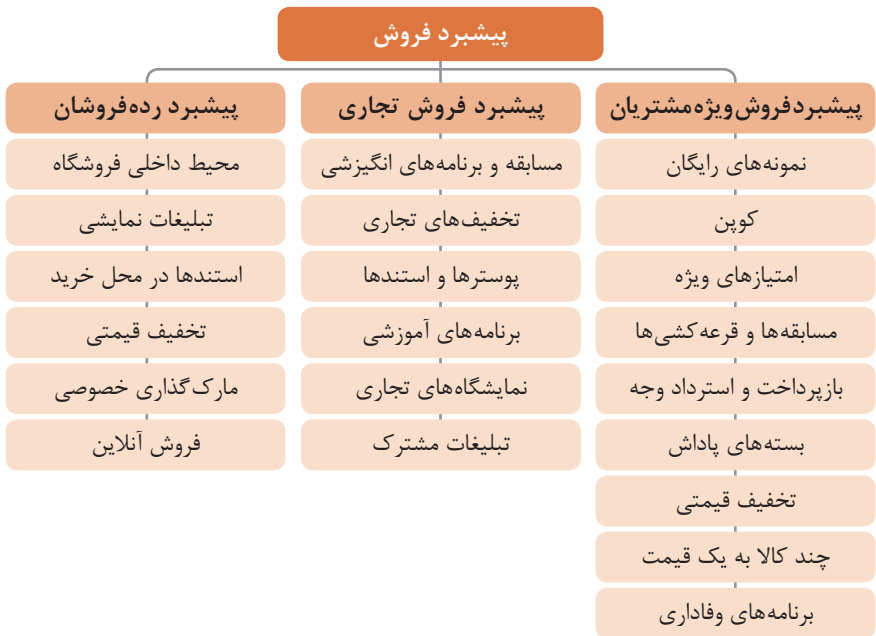 پیشبرد فروش
پیشبردفروش‌ویژه‌مشتریان
نمونه‌های رایگان
کوپن
امتیازهای ویژه
مسابقه‌ها و قرعه‌کشی‌ها
بازپرداخت و استرداد وجه
بسته‌های پاداش
تخفیف قیمتی
چند کالا به یک قیمت
برنامه‌های وفاداری
پیشبرد فروش تجاری
مسابقه و برنامه‌های انگیزشی
تخفیف‌های تجاری
پوسترها و استندها
برنامه‌های آموزشی
نمایشگاه‌های تجاری
تبلیغات مشترک
پیشبرد رده‌فروشان
محیط داخلی فروشگاه
تبلیغات نمایشی
استندها در محل خرید
تخفیف قیمتی
مارک‌گذاری خصوصی
فروش آنلاین